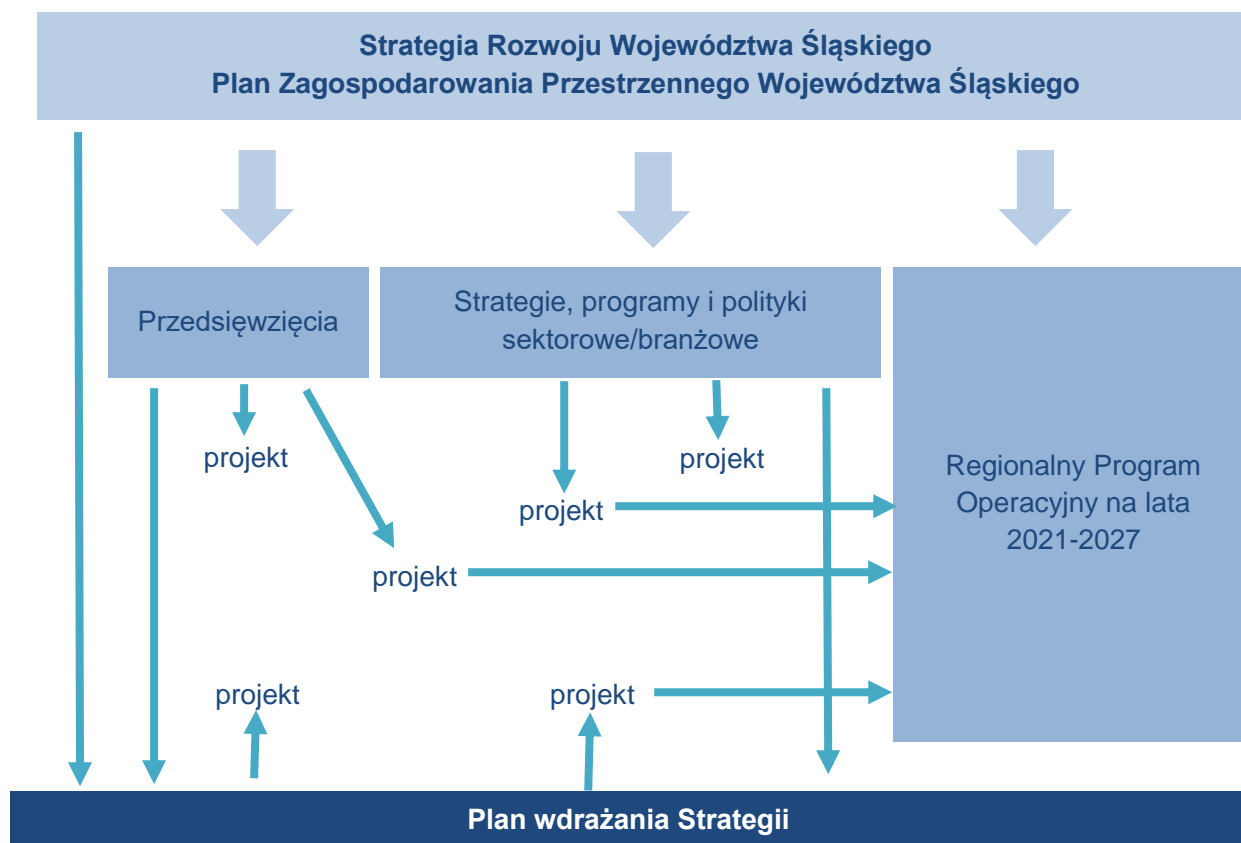 Strategia Rozwoju Województwa Śląskiego
Plan Zagospodarowania Przestrzennego Województwa Śląskiego
Przedsięwzięcia
Strategie, programy i polityki
sektorowe/branżowe
Regionalny Program
Operacyjny na lata
2021-2027
projekt
projekt
projekt
projekt
projekt
projekt
Plan wdrażania Strategii